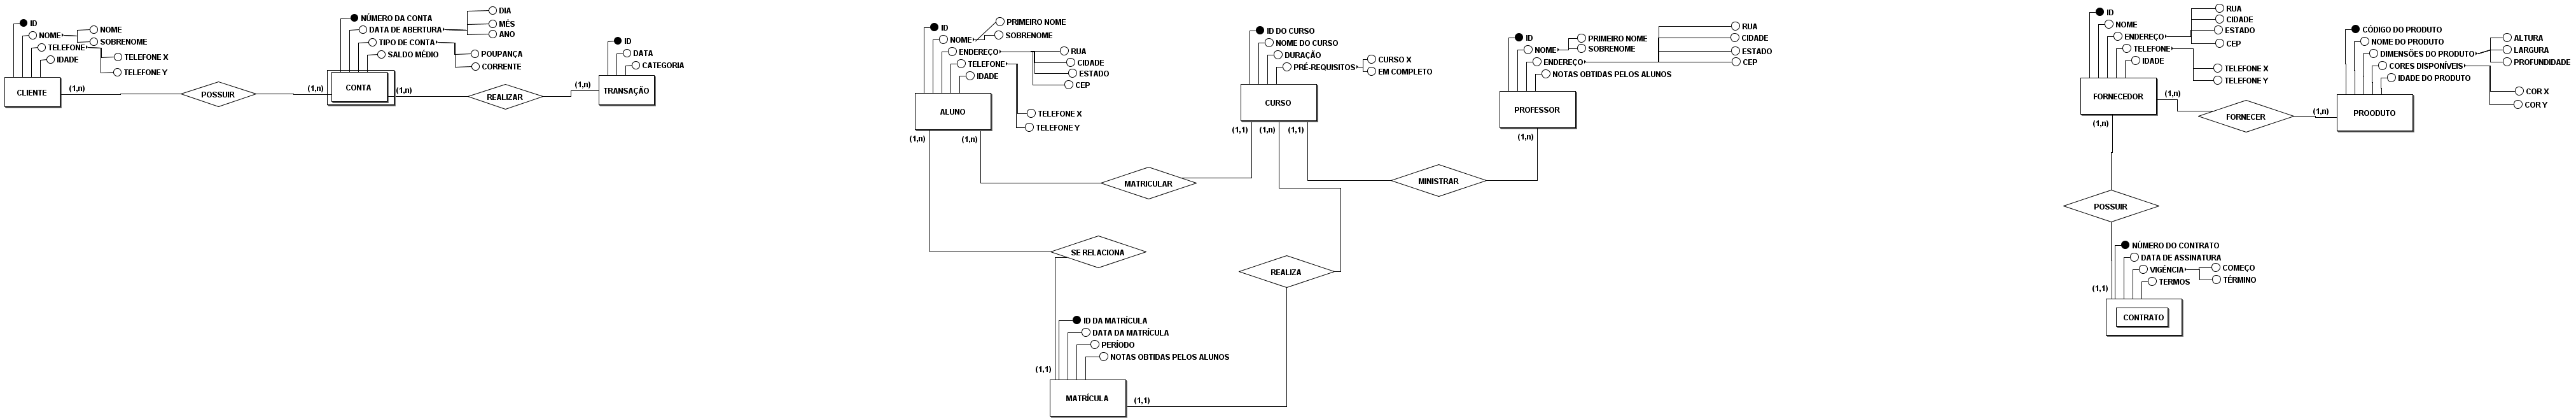 ID
NOME
NOME
SOBRENOME
TELEFONE
TELEFONE X
TELEFONE Y
IDADE
CLIENTE
(1,n)
POSSUIR
(1,n)
NÚMERO DA CONTA
DATA DE ABERTURA
DIA
MÊS
ANO
TIPO DE CONTA
POUPANÇA
CORRENTE
SALDO MÉDIO
CONTA
(1,n)
REALIZAR
(1,n)
ID
DATA
CATEGORIA
TRANSAÇÃO
ID
NOME
PRIMEIRO NOME
SOBRENOME
ENDEREÇO
RUA
CIDADE
ESTADO
CEP
TELEFONE
TELEFONE X
TELEFONE Y
IDADE
ALUNO
(1,n)
(1,n)
ID DO CURSO
NOME DO CURSO
DURAÇÃO
PRÉ-REQUISITOS
CURSO X
EM COMPLETO
CURSO
(1,1)
(1,n)
(1,1)
ID
NOME
PRIMEIRO NOME
SOBRENOME
ENDEREÇO
RUA
CIDADE
ESTADO
CEP
NOTAS OBTIDAS PELOS ALUNOS
PROFESSOR
(1,n)
MATRICULAR
MINISTRAR
SE RELACIONA
REALIZA
ID DA MATRÍCULA
DATA DA MATRÍCULA
PERÍODO
NOTAS OBTIDAS PELOS ALUNOS
(1,1)
MATRÍCULA
(1,1)
ID
NOME
ENDEREÇO
RUA
CIDADE
ESTADO
CEP
TELEFONE
TELEFONE X
TELEFONE Y
IDADE
FORNECEDOR
(1,n)
(1,n)
FORNECER
(1,n)
CÓDIGO DO PRODUTO
NOME DO PRODUTO
DIMENSÕES DO PRODUTO
ALTURA
LARGURA
PROFUNDIDADE
CORES DISPONÍVEIS
COR X
COR Y
IDADE DO PRODUTO
PROODUTO
POSSUIR
NÚMERO DO CONTRATO
DATA DE ASSINATURA
VIGÊNCIA
COMEÇO
TÉRMINO
TERMOS
(1,1)
CONTRATO